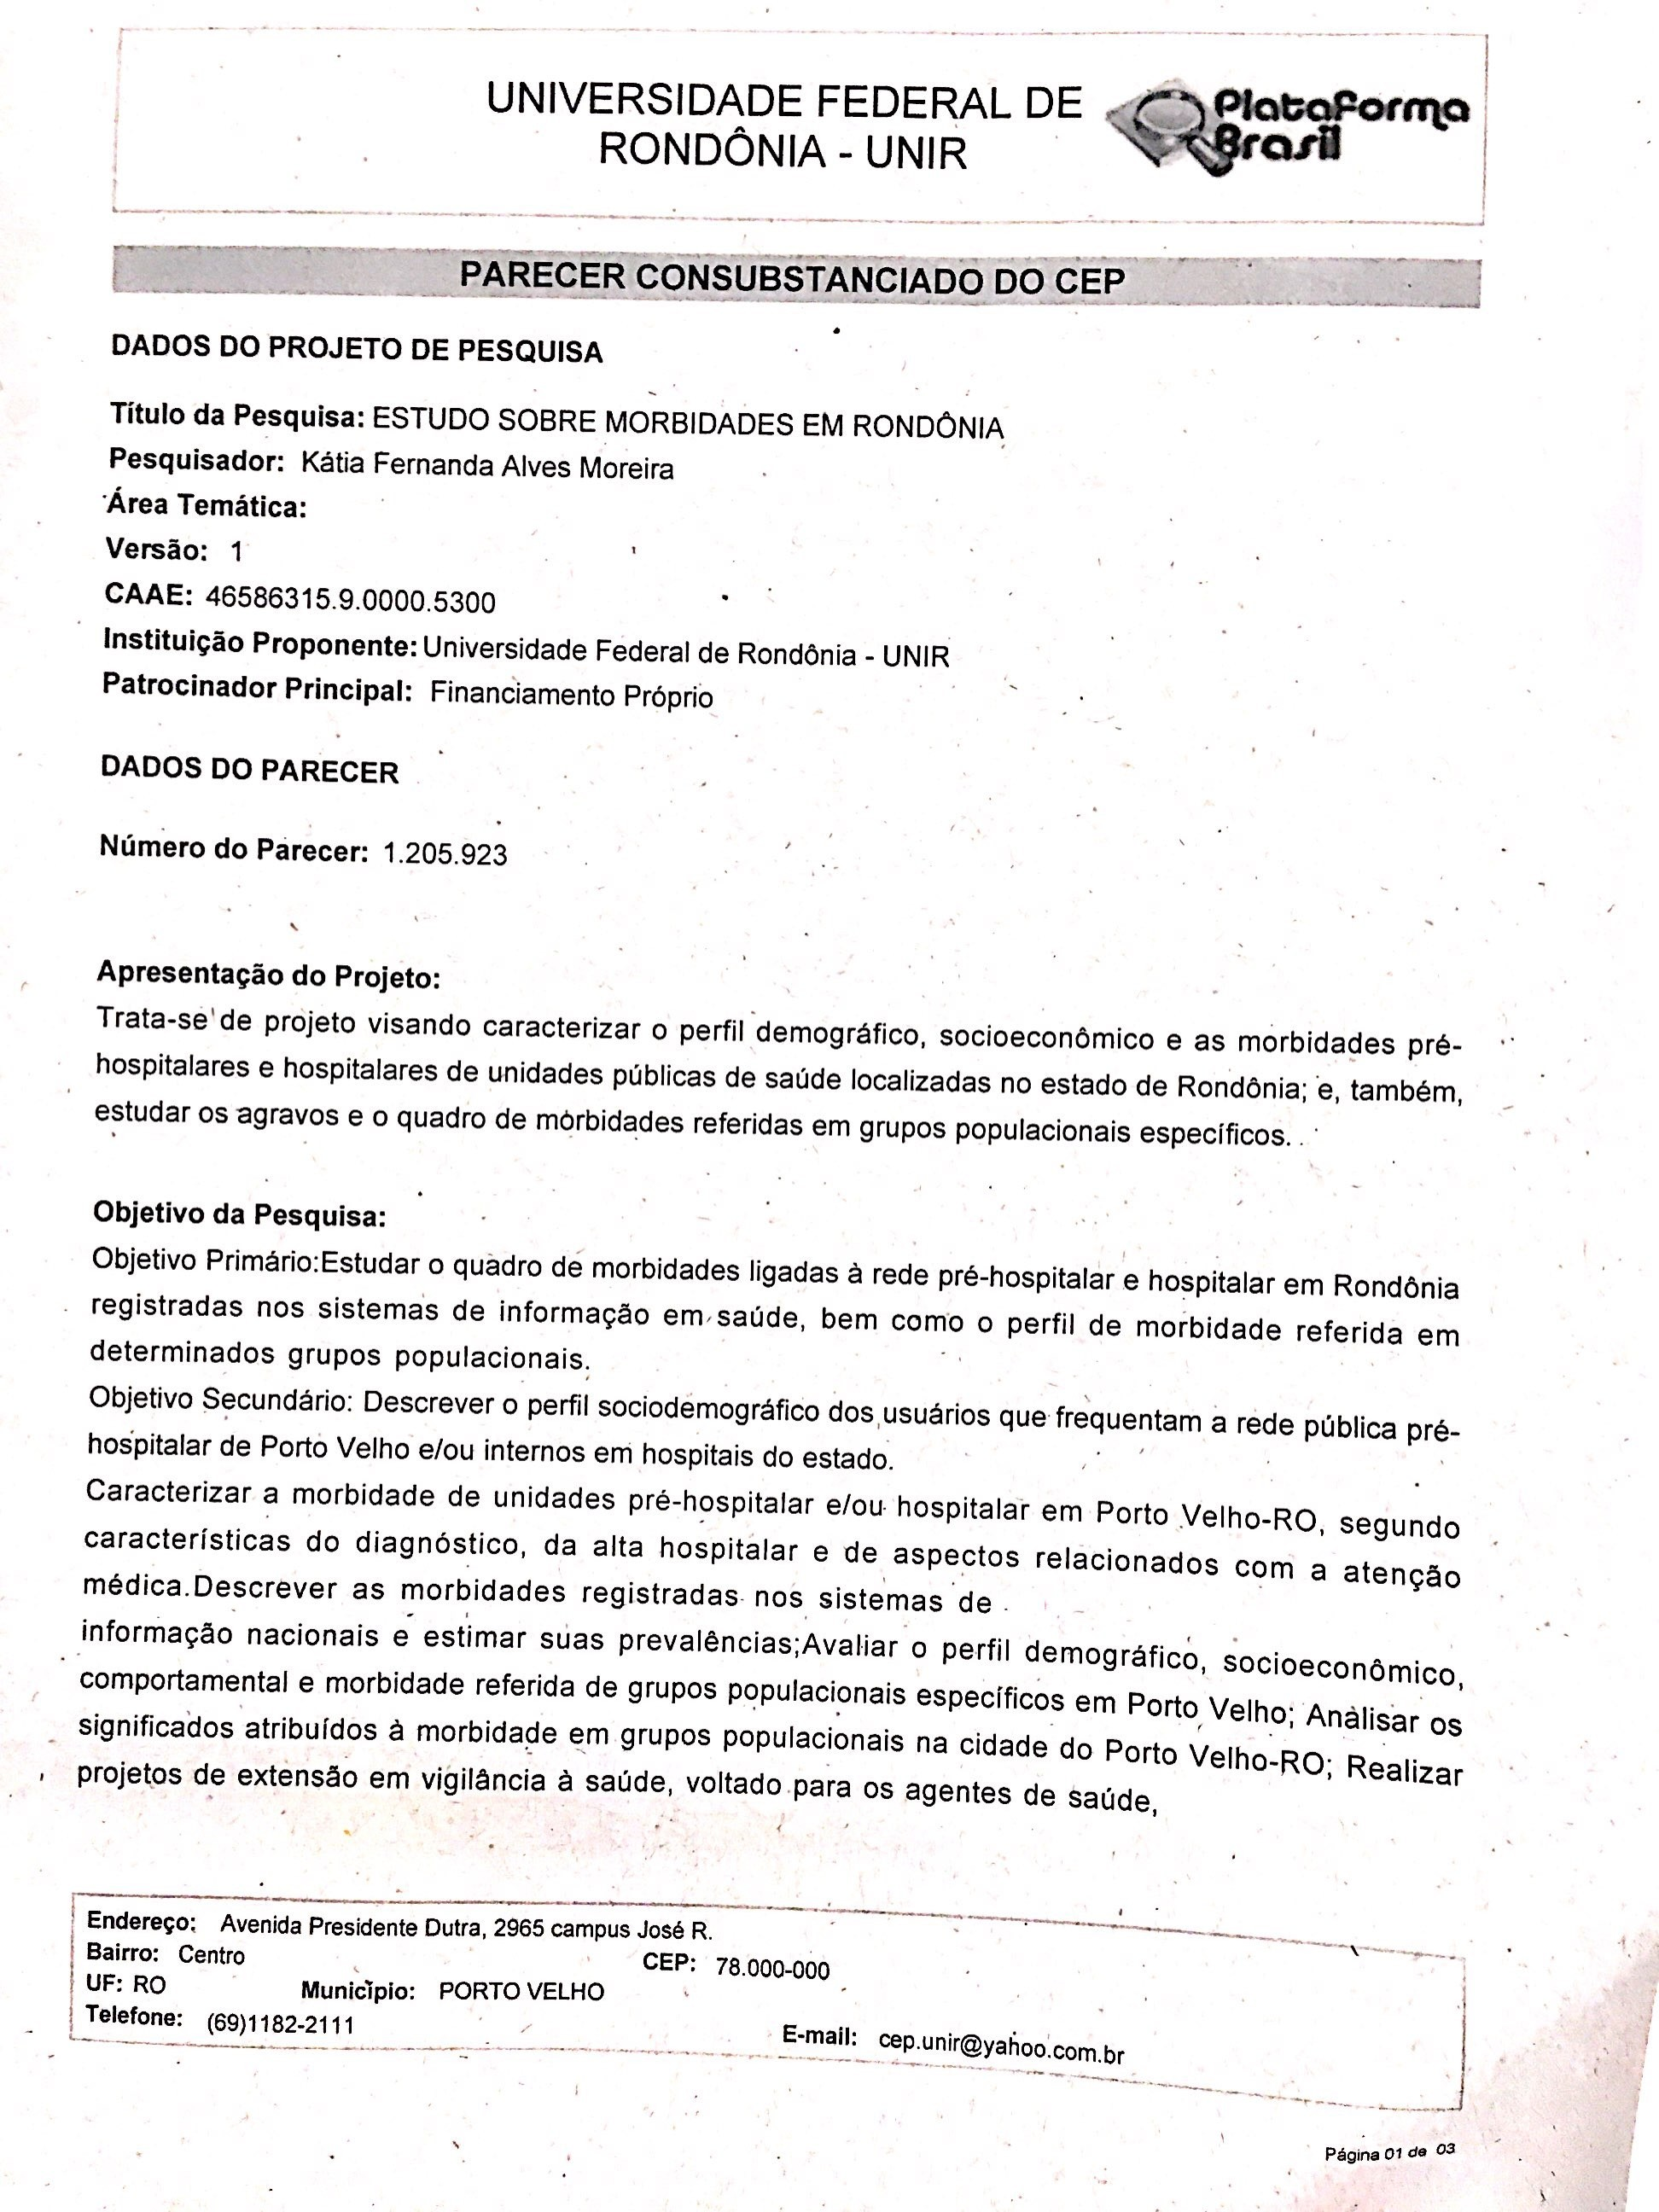 UNIVERSIDADE FEDERAL DE
RONDÔNIA - UNIR
Plataforma
Brasil
PARECER CONSUBSTANCIADO DO CEP
DADOS DO PROJETO DE PESQUISA
Título da Pesquisa: ESTUDO SOBRE MORBIDADES EM RONDÔNIA
Pesquisador: Kátia Fernanda Alves Moreira
Área Temática:
Versão: 1
CAAE: 46586315.9.0000.5300
Instituição Proponente: Universidade Federal de Rondônia - UNIR
Patrocinador Principal: Financiamento Próprio
DADOS DO PARECER
Número do Parecer: 1.205.923
Apresentação do Projeto:
Trata-se de projeto visando caracterizar o perfil demográfico, socioeconômico e as morbidades pré-
hospitalares e hospitalares de unidades públicas de saúde localizadas no estado de Rondônia; e, também,
estudar os agravos e o quadro de morbidades referidas em grupos populacionais específicos.
Objetivo da Pesquisa:
Objetivo Primário:Estudar o quadro de morbidades ligadas à rede pré-hospitalar e hospitalar em Rondônia
registradas nos sistemas de informação em saúde, bem como o perfil de morbidade referida em
determinados grupos populacionais.
Objetivo Secundário: Descrever o perfil sociodemográfico dos usuários que frequentam a rede pública pré-
hospitalar de Porto Velho e/ou internos em hospitais do estado.
Caracterizar a morbidade de unidades pré-hospitalar e/ou hospitalar em Porto Velho-RO, segundo
características do diagnóstico, da alta hospitalar e de aspectos relacionados com a atenção
médica.Descrever as morbidades registradas nos sistemas de
informação nacionais e estimar suas prevalências;Avaliar o perfil demográfico, socioeconômico,
comportamental e morbidade referida de grupos populacionais específicos em Porto Velho; Analisar os
significados atribuídos à morbidade em grupos populacionais na cidade do Porto Velho-RO; Realizar
projetos de extensão em vigilância à saúde, voltado para os agentes de saúde,
Endereço: Avenida Presidente Dutra, 2965 campus José R.
Bairro: Centro CEP: 78.000-000
UF: RO Município: PORTO VELHO
Telefone: (69)1182-2111 E-mail: cep.unir@yahoo.com.br
Página 01 de 03